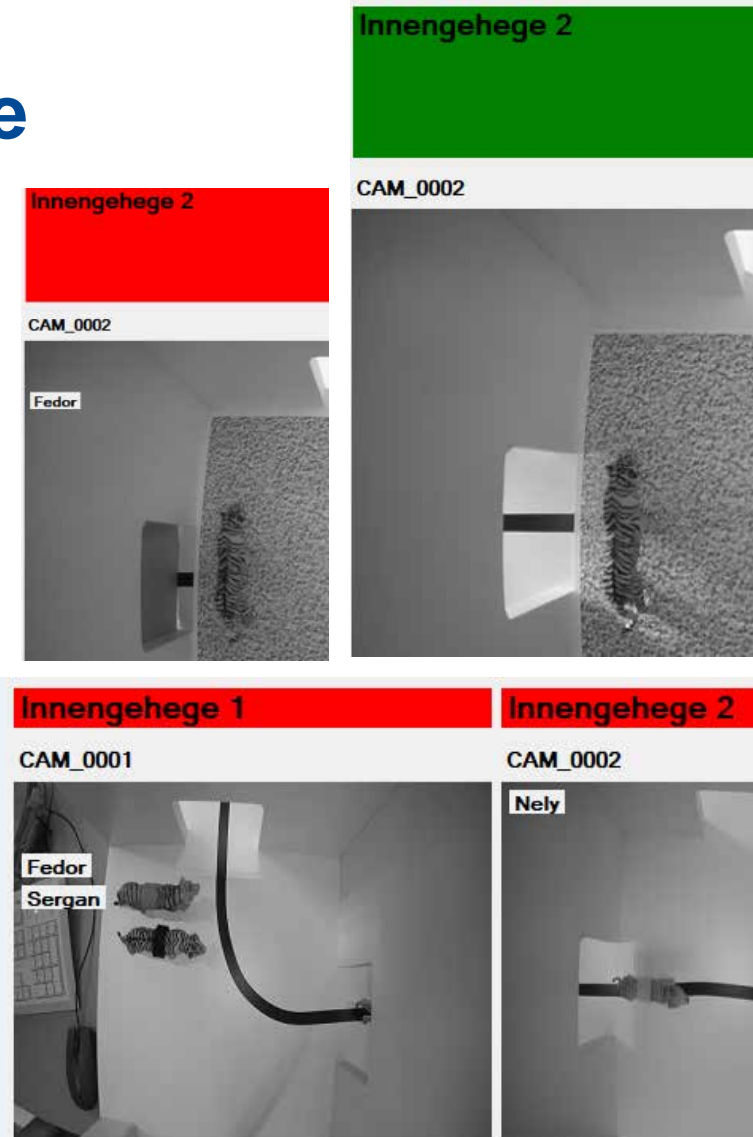 e
Innengehege 2
CAM_0002
Innengehege 2
CAM_0002
Fedor
Innengehege 1
CAM_0001
Fedor
Sergan
Innengehege 2
CAM_0002
Nely